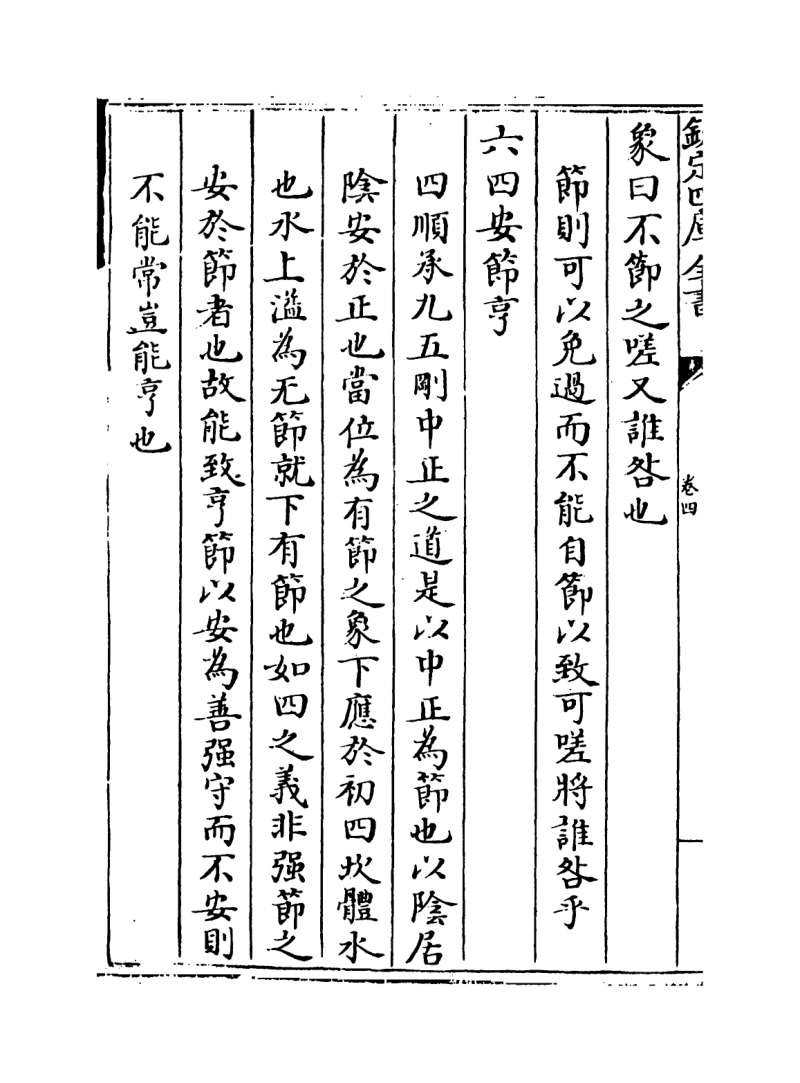 欽定四庫全書
卷四
象曰不節之嗟又誰咎也
節則可以免過而不能自節以致可嗟將誰咎乎
六四安節亨
四順承九五剛中正之道是以中正為節也以陰居
陰安於正也當位為有節之象下應於初四坎體水
也水上溢為无節就下有節也如四之義非强節之
安於節者也故能致亨節以安為善强守而不安則
不能常豈能亨也